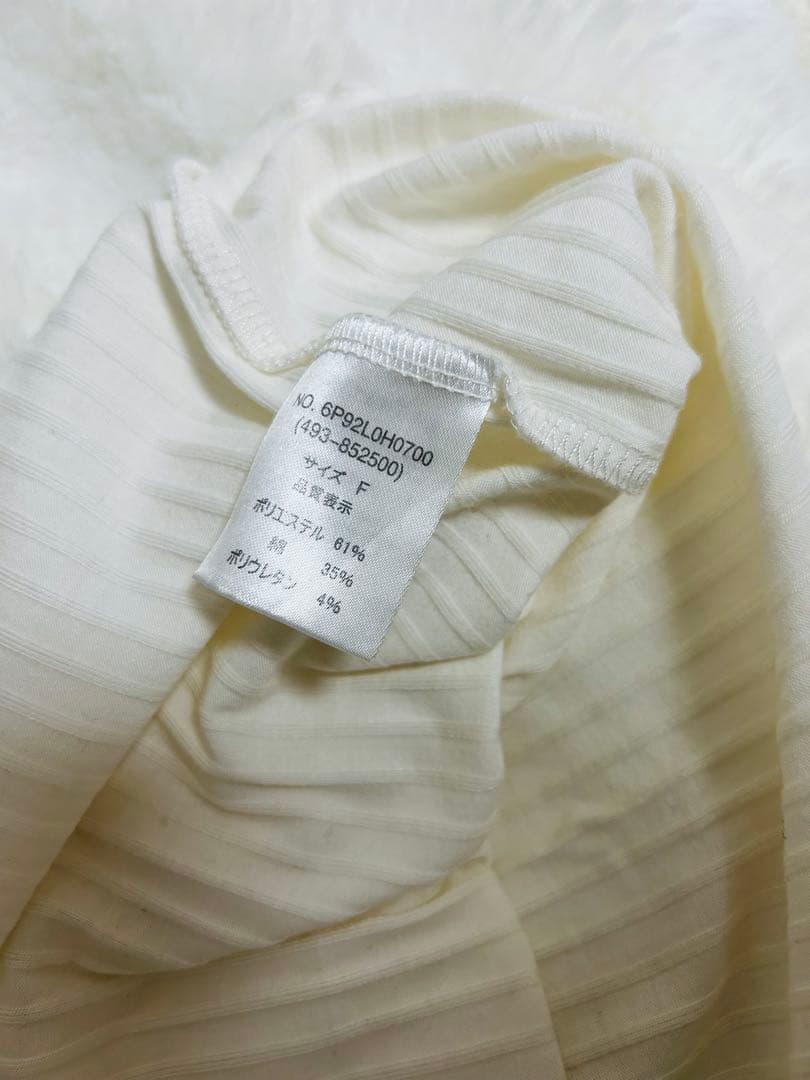 NO. 6P92L0H0700
(493-852500)
サイズ F
品質表示
ポリエステル 61%
綿 35%
ポリウレタン 4%